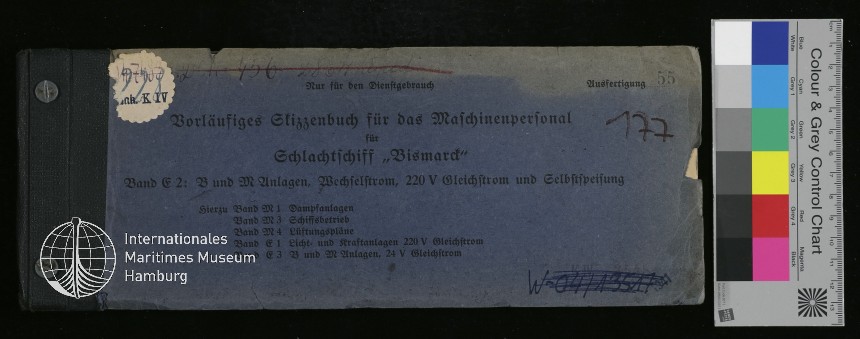 Nur für den Dienstgebrauch
Ausfertigung 55
Ach. K IV
Vorläufiges Skizzenbuch für das Maschinenpersonal
für
Schlachtschiff „Bismarck“
177
Band E 2: B und M Anlagen, Wechselstrom, 220 V Gleichstrom und Selbstspeisung
Hierzu Band M 1 Dampfanlagen
Band M 3 Schiffsbetrieb
Band M 4 Lüftungspläne
Band E 1 Licht- und Kraftanlagen 220 V Gleichstrom
E 3 B und M Anlagen, 24 V Gleichstrom
Internationales
Maritimes Museum
Hamburg
Colour & Grey Control Chart
Blue Cyan Green Yellow Red Magenta
White Grey 1 Grey 2 Grey 3 Grey 4 Black